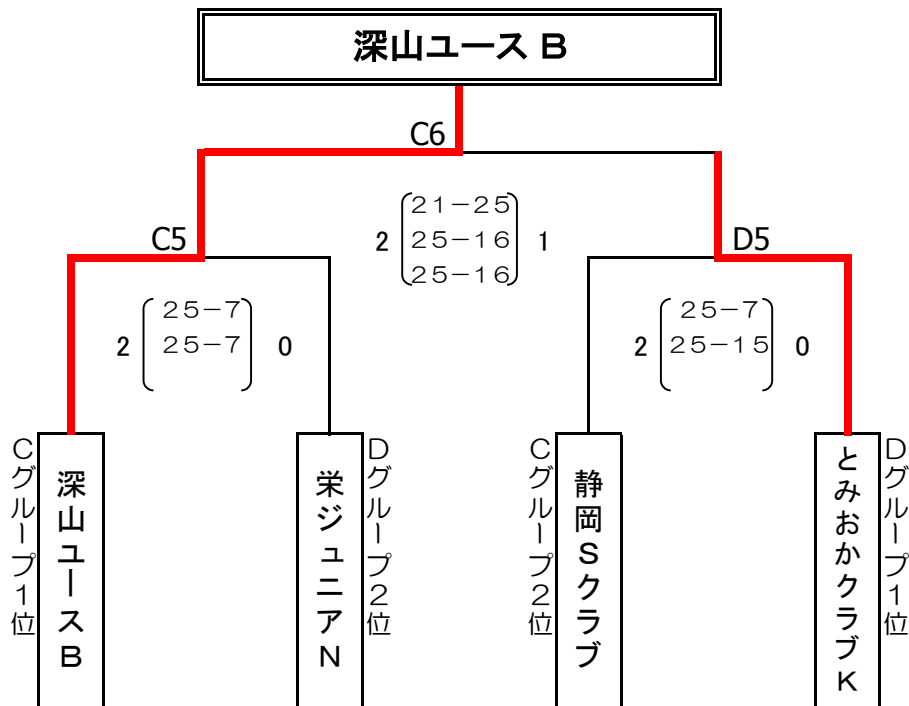 深山ユースＢ
C6
C5
D5
2
２１－２５
２５－１６
２５－１６
1
2
２５－７
２５－７
0
2
２５－７
２５－１５
0
Ｃグループ１位
深山ユースＢ
栄ジュニアＮ
Ｄグループ２位
Ｃグループ２位
静岡Ｓクラブ
とみおかクラブＫ
Ｄグループ１位